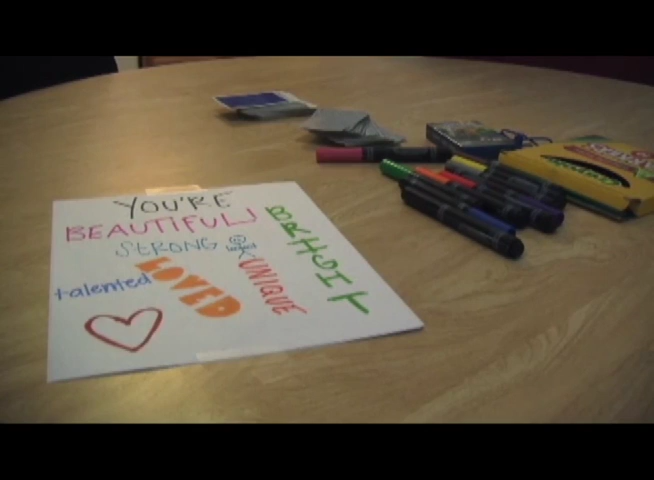 YOU'RE
BEAUTIFUL
STRONG
BRIGHT
UNIQUE
LOVED
talented